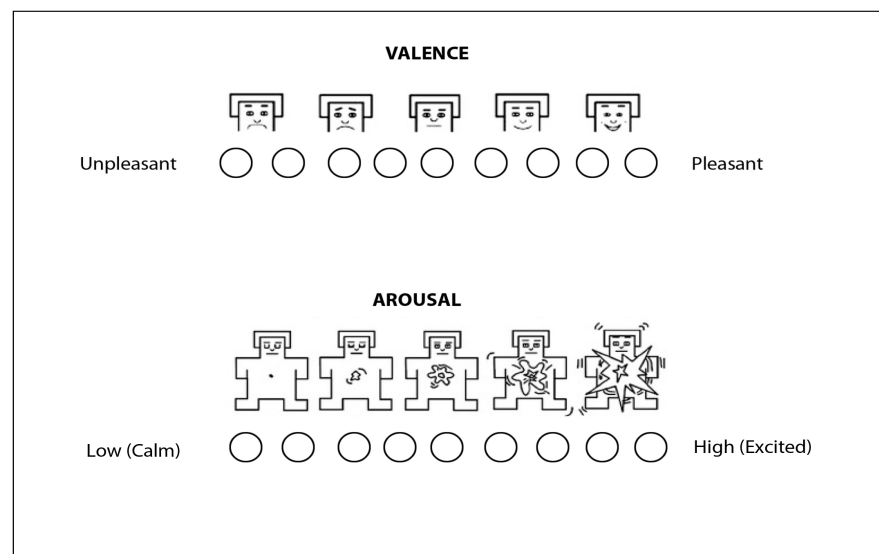 VALENCE
Unpleasant
Pleasant
AROUSAL
Low (Calm)
High (Excited)